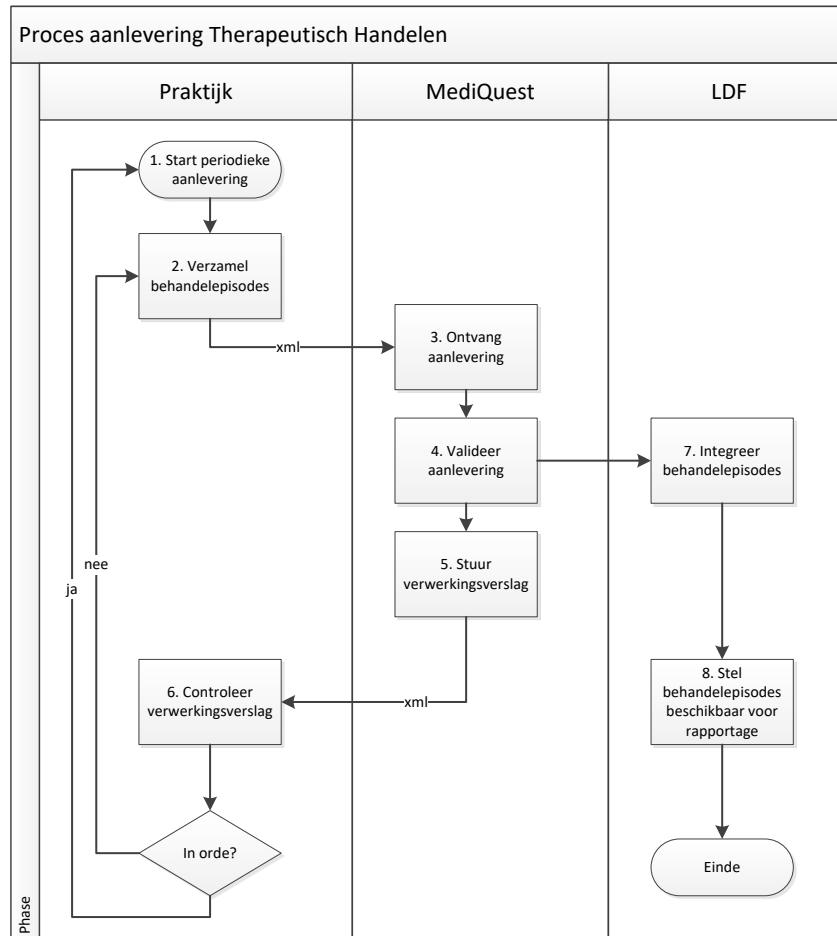 Proces aanlevering Therapeutisch Handelen
Praktijk
MediQuest
LDF
1. Start periodieke
aanlevering
2. Verzamel
behandelepisodes
xml
3. Ontvang
aanlevering
4. Valideer
aanlevering
7. Integreer
behandelepisodes
5. Stuur
verwerkingsverslag
nee
ja
6. Controleer
verwerkingsverslag
xml
8. Stel
behandelepisodes
beschikbaar voor
rapportage
In orde?
Einde
Phase